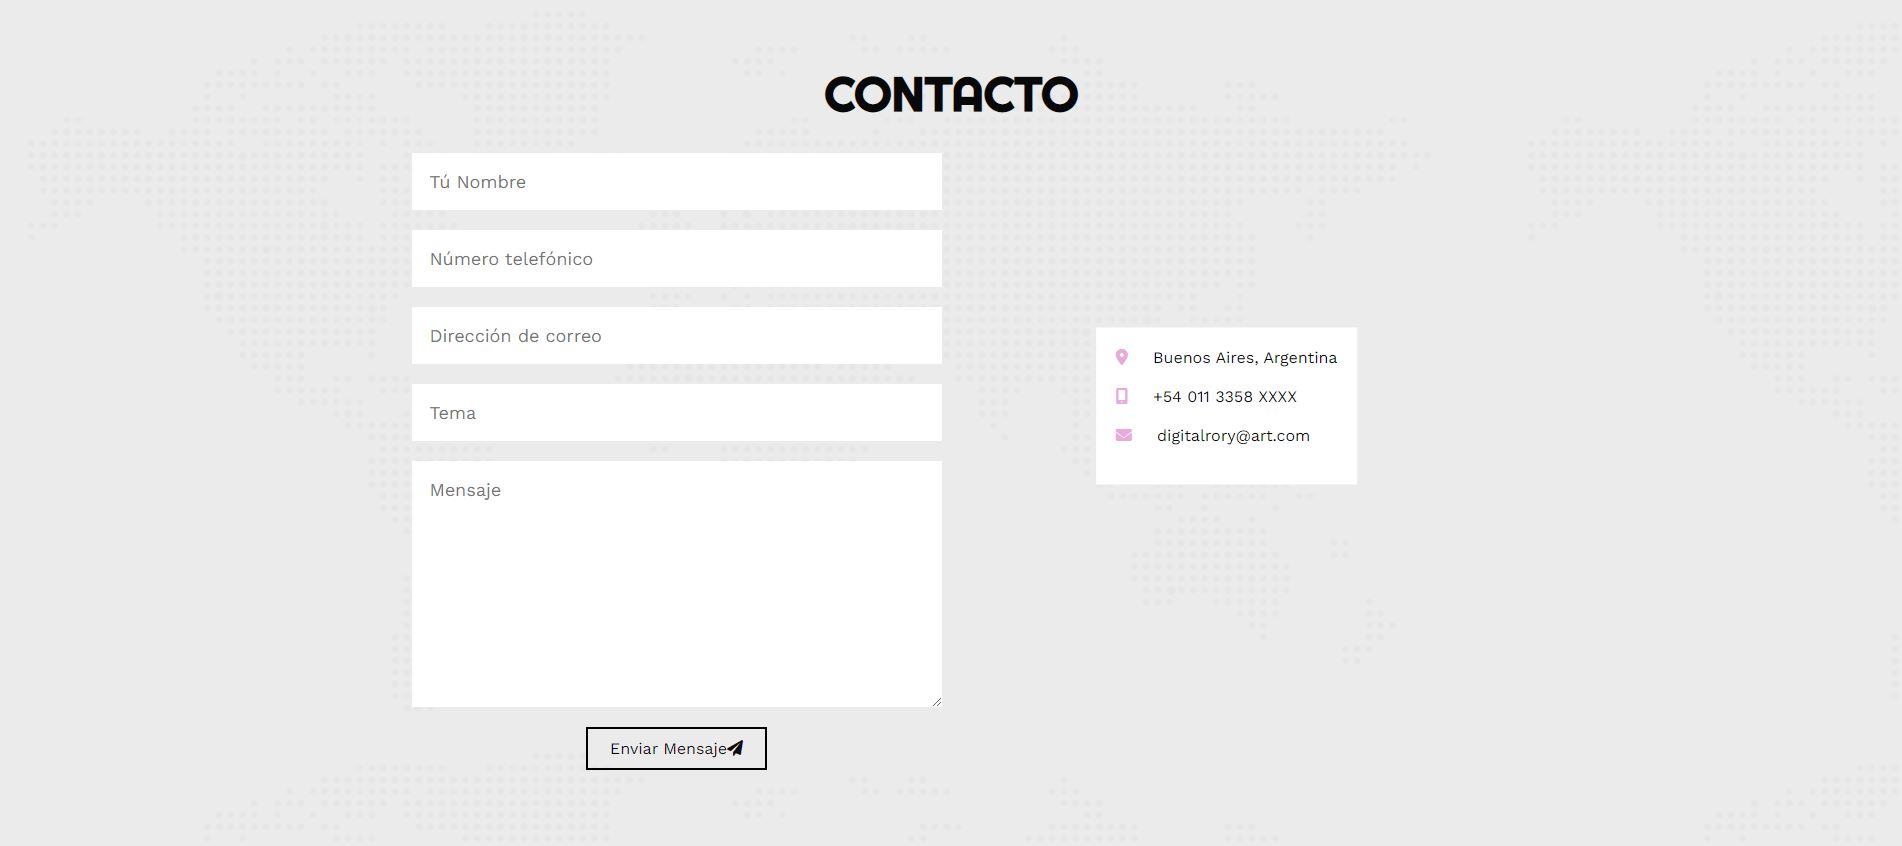 CONTACTO
Tú Nombre
Número telefónico
Dirección de correo
Tema
Mensaje
Enviar Mensaje
Buenos Aires, Argentina
+54 011 3358 XXXX
digitalrory@art.com